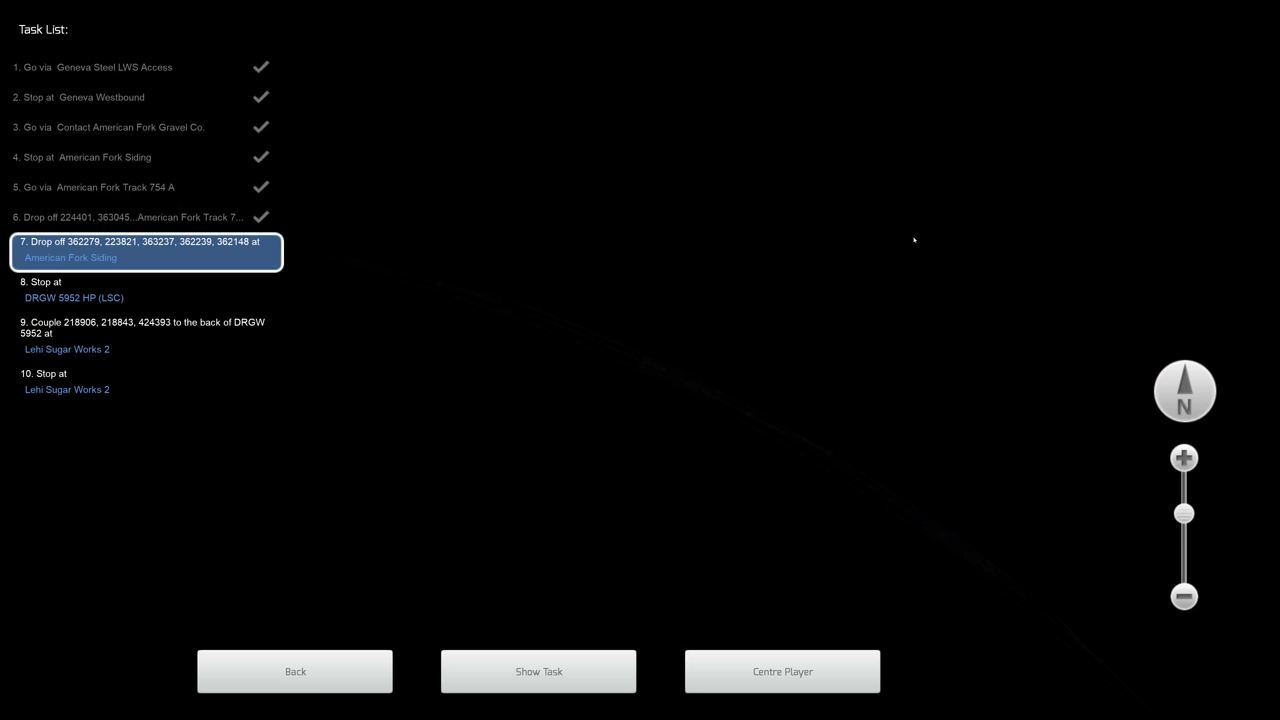 Task List:
1. Go via  Geneva Steel LWS Access
2. Stop at  Geneva Westbound
3. Go via  Contact American Fork Gravel Co.
4. Stop at  American Fork Siding
5. Go via  American Fork Track 754 A
6. Drop off 224401, 363045...American Fork Track 7...
7. Drop off 362279, 223821, 363237, 362239, 362148 at
American Fork Siding
8. Stop at
DRGW 5952 HP (LSC)
9. Couple 218906, 218843, 424393 to the back of DRGW
5952 at
Lehi Sugar Works 2
10. Stop at
Lehi Sugar Works 2
N
Back
Show Task
Centre Player